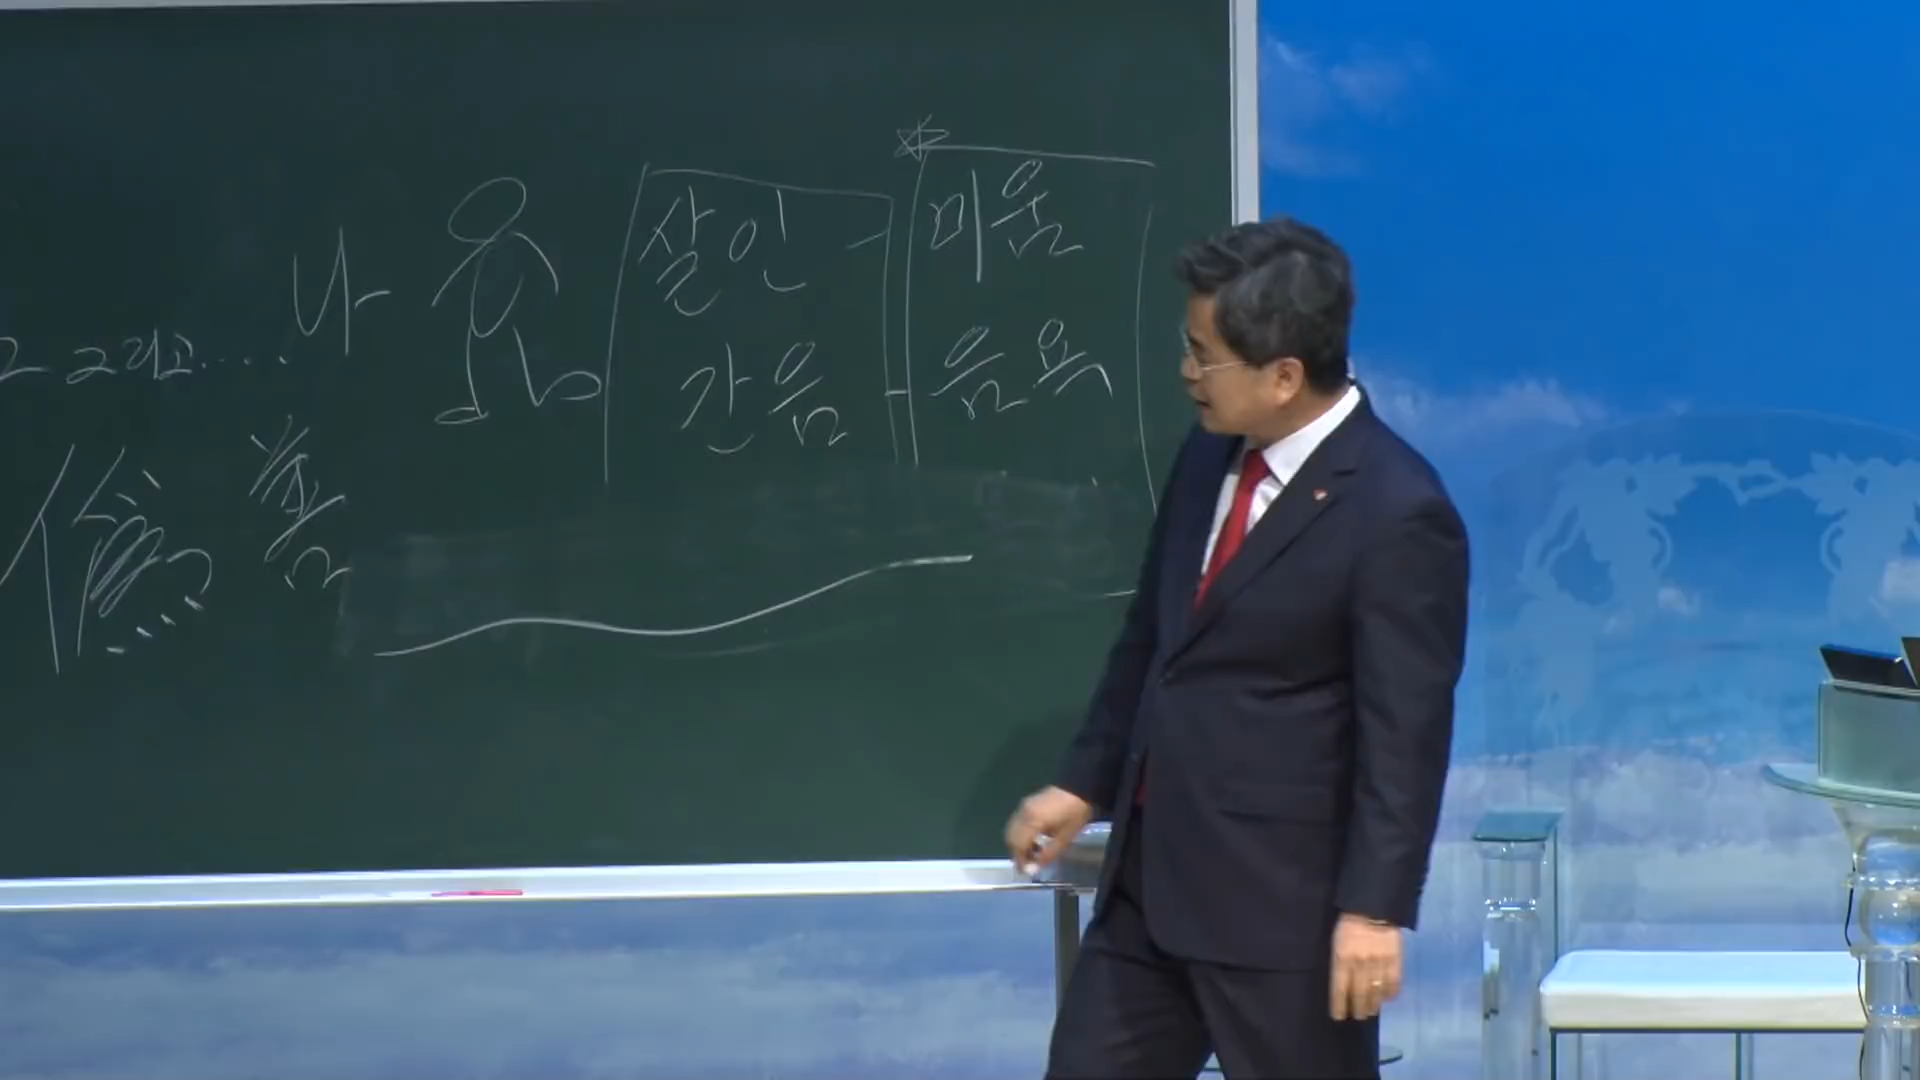 그리고....
나
살인 - 미움
간음 - 음욕